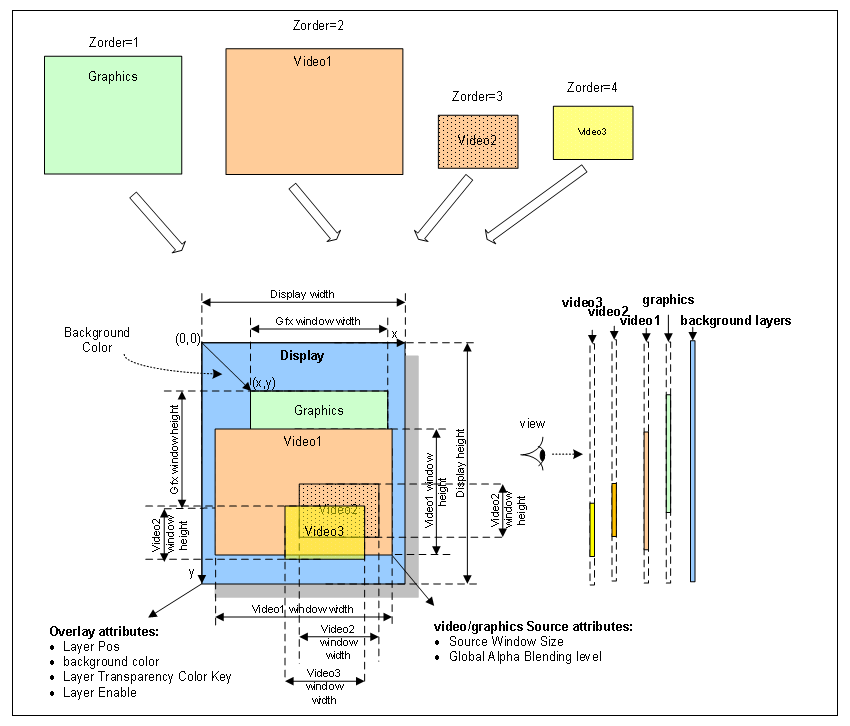 Zorder=1
Zorder=2
Zorder=3
Zorder=4
Graphics
Video1
Video2
Video3
Display width
Gfx window width
Background
Color
(0,0)
x
Display
(x,y)
Graphics
Video1
Video2
Video3
y
Gfx window height
Video2
window
height
Video1 window
height
Display height
Video2
window
height
Video1 window width
Video2
window
width
Video3
window
width
view
video3
video2
video1
graphics
background layers
Overlay attributes:
• Layer Pos
• background color
• Layer Transparency Color Key
• Layer Enable
video/graphics Source attributes:
• Source Window Size
• Global Alpha Blending level